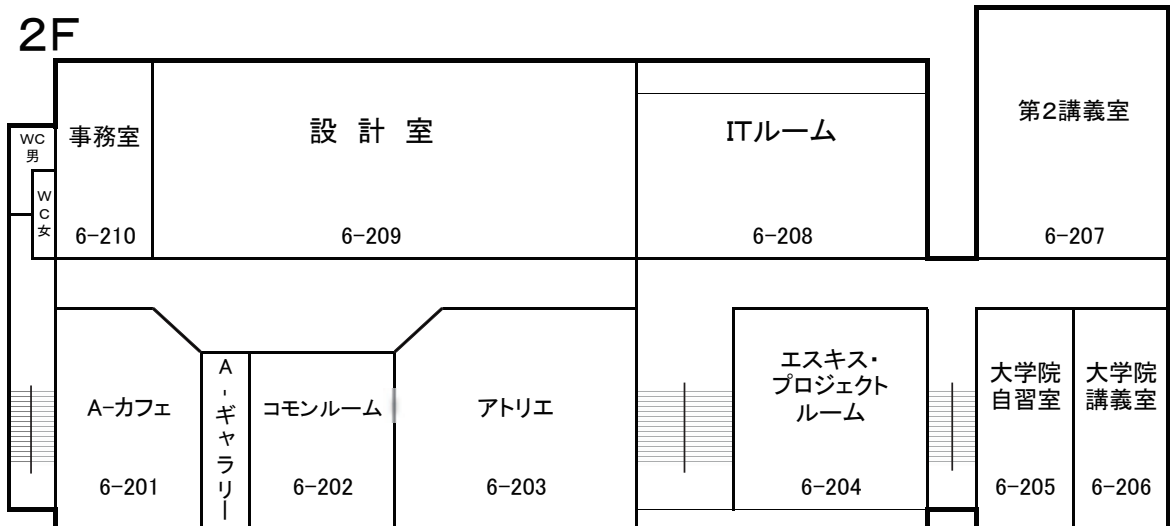 2F
WC
男
WC女
事務室
6-210
設計室
6-209
ITルーム
6-208
第2講義室
6-207
A-カフェ
6-201
A-ギャラリー
コモンルーム
6-202
アトリエ
6-203
エスキス・
プロジェクト
ルーム
6-204
大学院
自習室
6-205
大学院
講義室
6-206